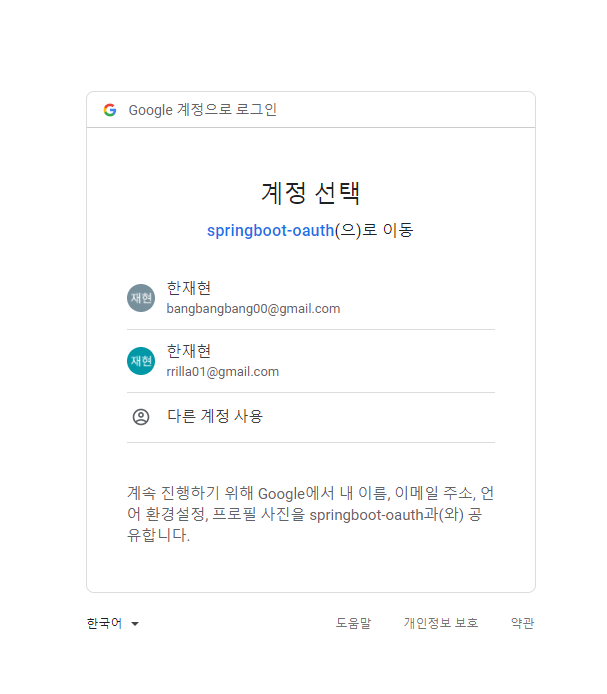 Google 계정으로 로그인
계정 선택
springboot-oauth(으)로 이동
재현
한재현
bangbangbang00@gmail.com
재현
한재현
rrilla01@gmail.com
다른 계정 사용
계속 진행하기 위해 Google에서 내 이름, 이메일 주소, 언
어 환경설정, 프로필 사진을 springboot-oauth과(와) 공
유합니다.
한국어 도움말 개인정보 보호 약관